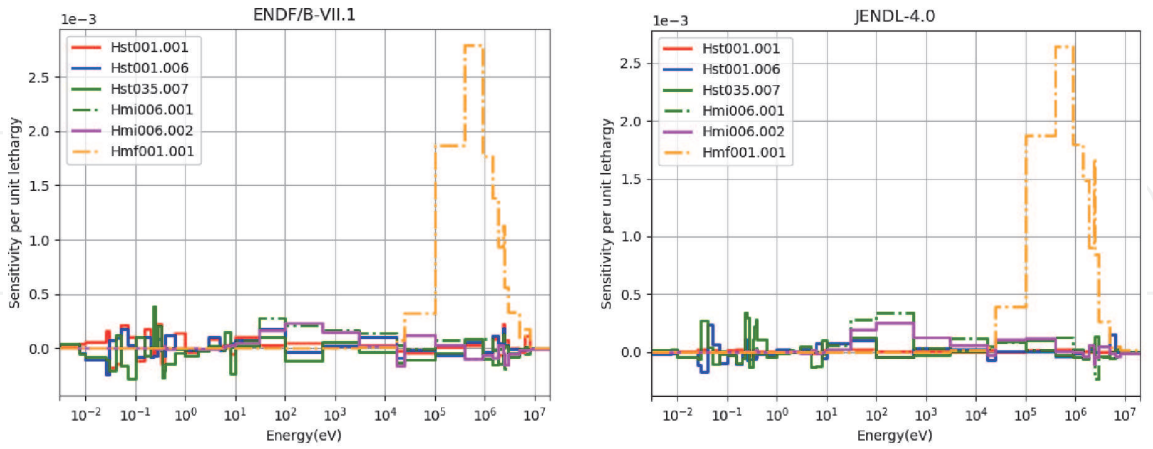 ENDF/B-VII.1
1e−3
Hst001.001
Hst001.006
Hst035.007
Hmi006.001
Hmi006.002
Hmf001.001
Sensitivity per unit lethargy
2.5
2.0
1.5
1.0
0.5
0.0
10⁻² 10⁻¹ 10⁰ 10¹ 10² 10³ 10⁴ 10⁵ 10⁶ 10⁷
Energy(eV)
JENDL-4.0
1e−3
Hst001.001
Hst001.006
Hst035.007
Hmi006.001
Hmi006.002
Hmf001.001
Sensitivity per unit lethargy
2.5
2.0
1.5
1.0
0.5
0.0
10⁻² 10⁻¹ 10⁰ 10¹ 10² 10³ 10⁴ 10⁵ 10⁶ 10⁷
Energy(eV)